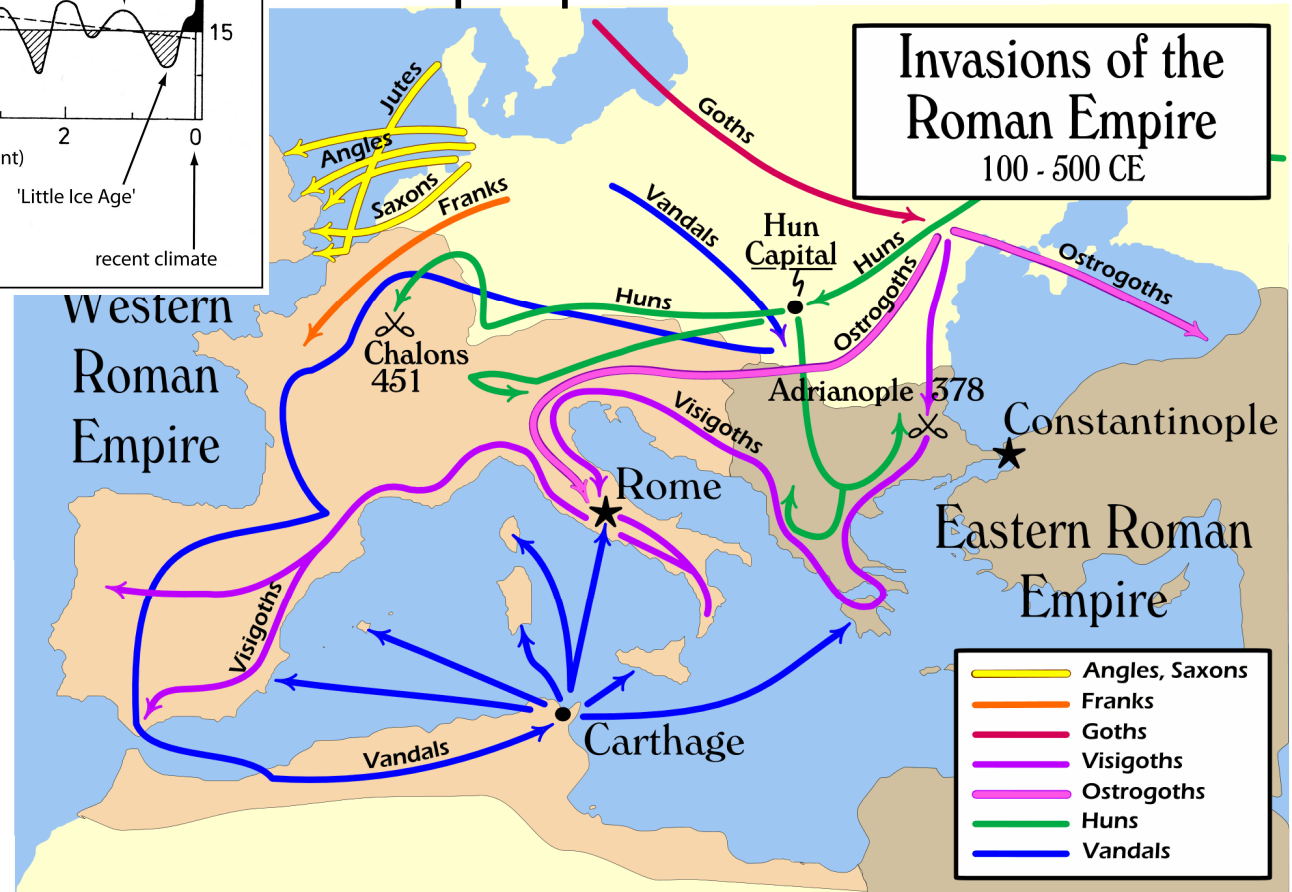 15
2
0
nt)
'Little Ice Age'
recent climate
Invasions of the
Roman Empire
100 - 500 CE
Jutes
Angles
Saxons
Franks
Goths
Vandals
Hun
Capital
Huns
Ostrogoths
Ostrogoths
Huns
Western
Roman
Empire
Chalons
451
Adrianople 378
Visigoths
Constantinople
Rome
Eastern Roman
Empire
Visigoths
Carthage
Vandals
Angles, Saxons
Franks
Goths
Visigoths
Ostrogoths
Huns
Vandals